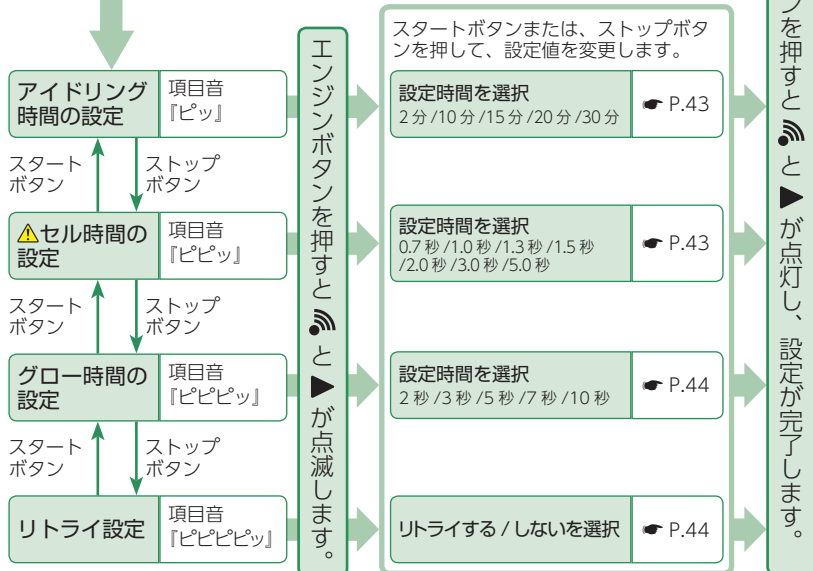 スタートボタンまたは、ストップボタ
ンを押して、設定値を変更します。
アイドリング
時間の設定
項目音
『ピッ』
設定時間を選択
2分/10分/15分/20分/30分
☛ P.43
スタート
ボタン
ストップ
ボタン
⚠セル時間の
設定
項目音
『ピピッ』
設定時間を選択
0.7秒/1.0秒/1.3秒/1.5秒
/2.0秒/3.0秒/5.0秒
☛ P.43
スタート
ボタン
ストップ
ボタン
グロー時間の
設定
項目音
『ピピピッ』
設定時間を選択
2秒/3秒/5秒/7秒/10秒
☛ P.44
スタート
ボタン
ストップ
ボタン
リトライ設定
項目音
『ピピピピッ』
リトライする / しないを選択
☛ P.44
エンジンボタンを押すと と ▶ が点滅します。
ンを押すと と ▶ が点灯し、設定が完了します。